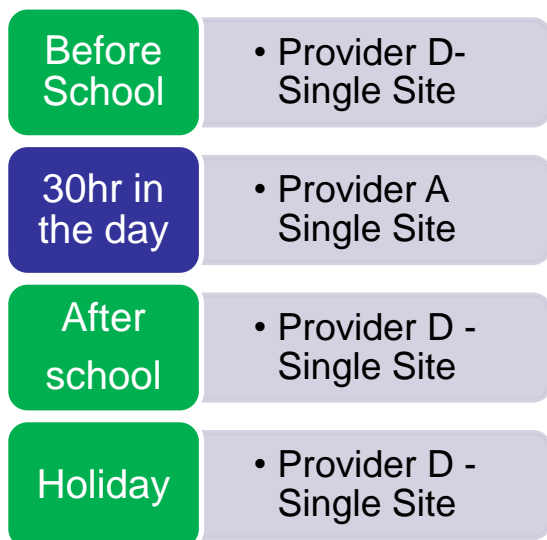 Before
School
• Provider D-
Single Site
30hr in
the day
• Provider A
Single Site
After
school
• Provider D -
Single Site
Holiday
• Provider D -
Single Site